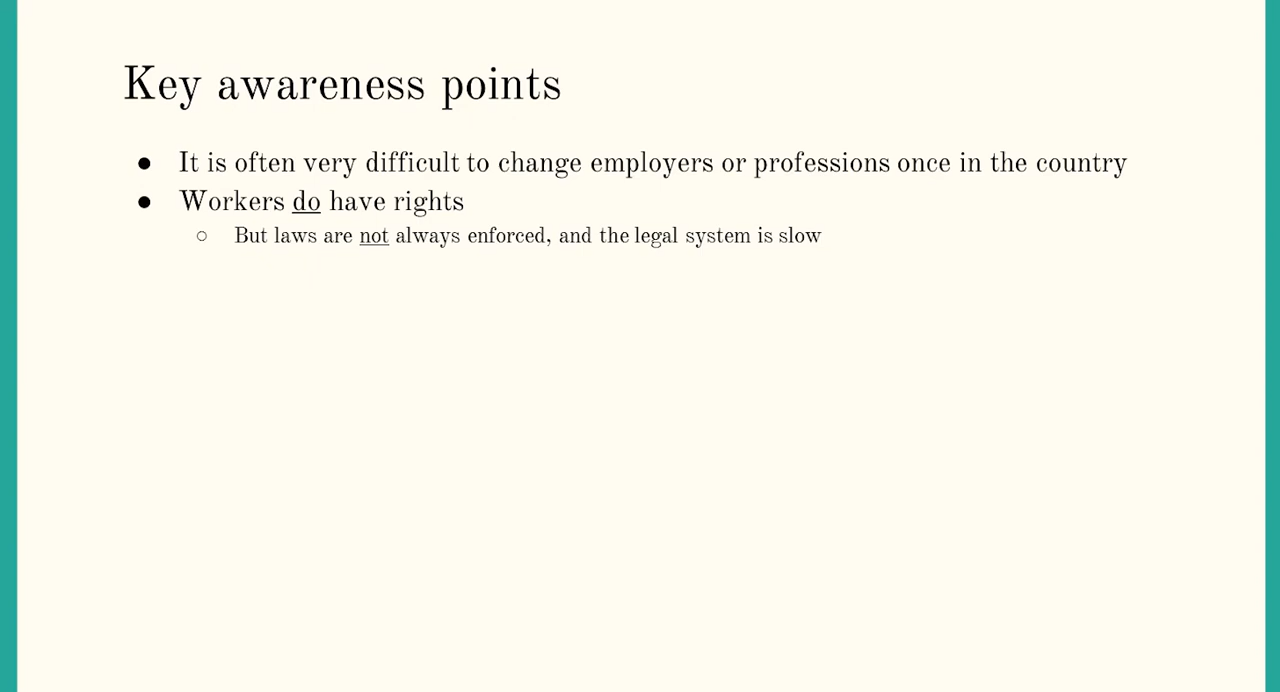 Key awareness points
● It is often very difficult to change employers or professions once in the country
● Workers do have rights
○ But laws are not always enforced, and the legal system is slow